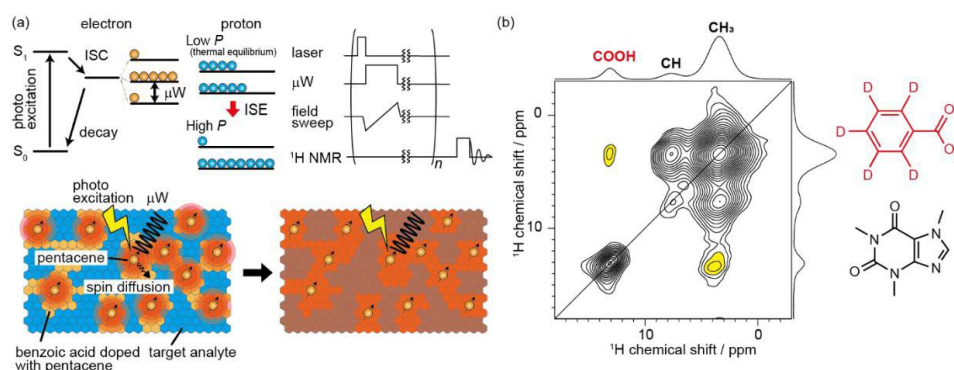 (a)
electron
proton
S1
ISC
Low P
(thermal equilibrium)
μW
ISE
photo
excitation
decay
High P
S0
laser
μW
field
sweep
¹H NMR
n
photo
excitation
μW
pentacene
spin diffusion
benzoic acid doped
with pentacene
target analyte
(b)
COOH
CH
CH₃
0
10
¹H chemical shift / ppm
10
0
¹H chemical shift / ppm
D
D
D
D
D
O
O
O
N
N
O
N
N